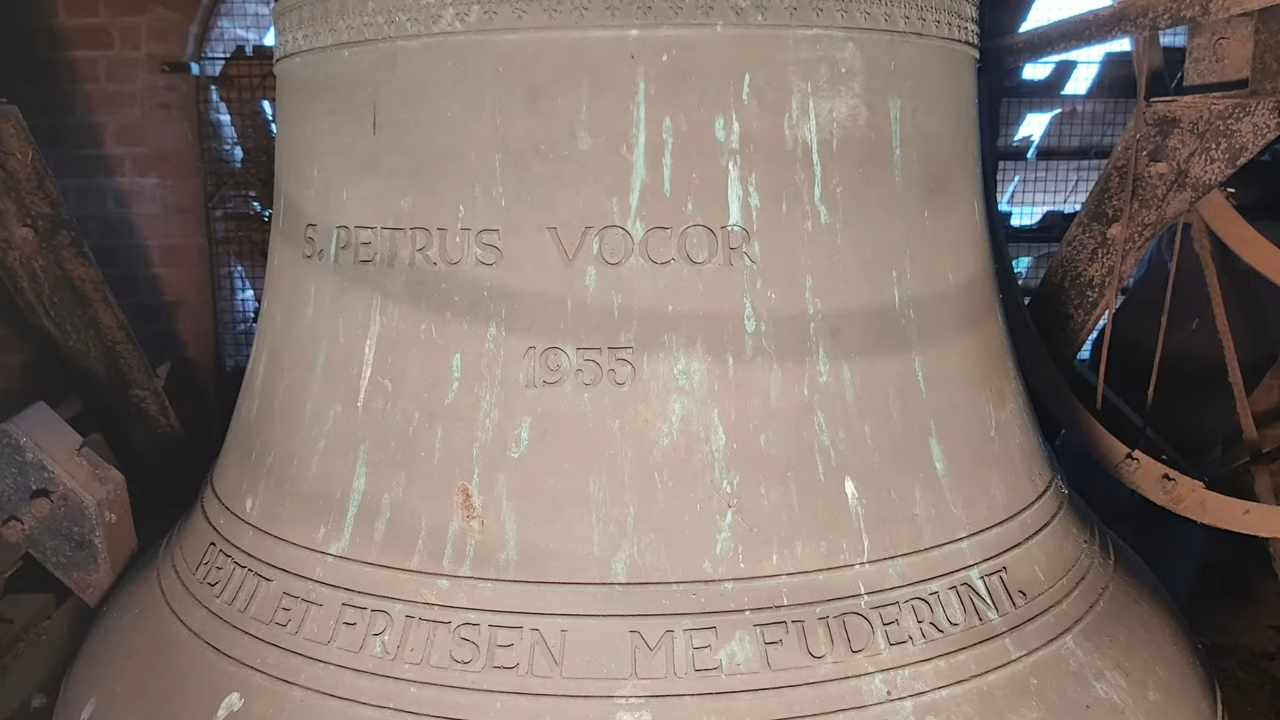 S. PETRUS VOCOR
1955
PETIT ET FRITSEN ME FUDERUNT.